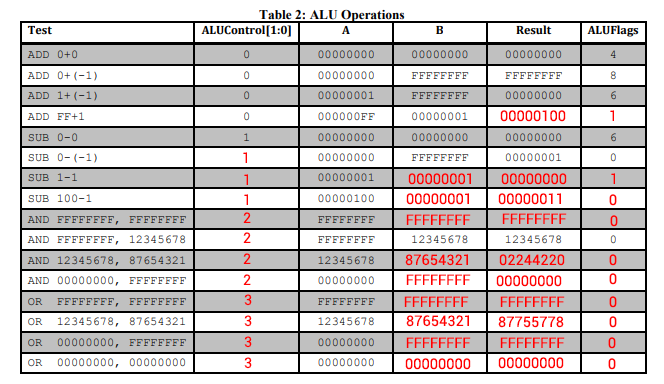 Table 2: ALU Operations
Test ALUControl[1:0] A B Result ALUFlags
ADD 0+0 0 00000000 00000000 00000000 4
ADD 0+(-1) 0 00000000 FFFFFFFF FFFFFFFF 8
ADD 1+(-1) 0 00000001 FFFFFFFF 00000000 6
ADD FF+1 0 000000FF 00000001 00000100 1
SUB 0-0 1 00000000 00000000 00000000 6
SUB 0-(-1) 1 00000000 FFFFFFFF 00000001 0
SUB 1-1 1 00000001 00000001 00000000 1
SUB 100-1 1 00000100 00000001 00000011 0
AND FFFFFFFF, FFFFFFFF 2 FFFFFFFF FFFFFFFF FFFFFFFF 0
AND FFFFFFFF, 12345678 2 FFFFFFFF 12345678 12345678 0
AND 12345678, 87654321 2 12345678 87654321 02244220 0
AND 00000000, FFFFFFFF 2 00000000 FFFFFFFF 00000000 0
OR FFFFFFFF, FFFFFFFF 3 FFFFFFFF FFFFFFFF FFFFFFFF 0
OR 12345678, 87654321 3 12345678 87654321 87755778 0
OR 00000000, FFFFFFFF 3 00000000 FFFFFFFF FFFFFFFF 0
OR 00000000, 00000000 3 00000000 00000000 00000000 0